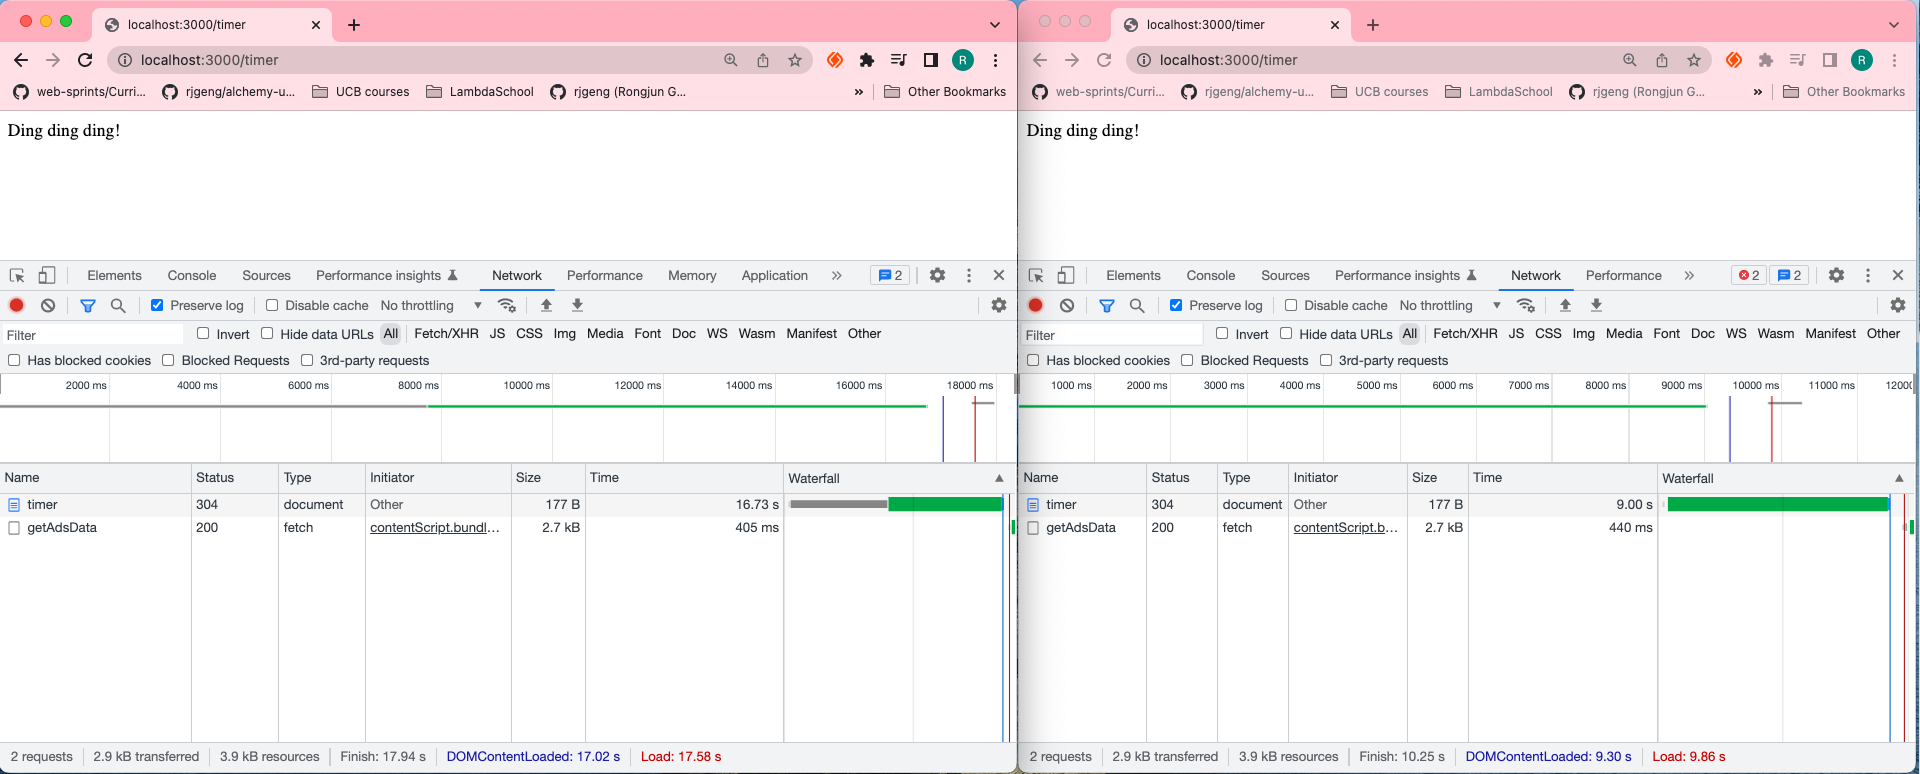 localhost:3000/timer
localhost:3000/timer
web-sprints/Curri...
rjgeng/alchemy-u...
UCB courses
LambdaSchool
rjgeng (Rongjun G...
»
Other Bookmarks
R
Ding ding ding!
Elements Console Sources Performance insights Network Performance Memory Application » 2
Preserve log Disable cache No throttling
Filter Invert Hide data URLs All Fetch/XHR JS CSS Img Media Font Doc WS Wasm Manifest Other
Has blocked cookies Blocked Requests 3rd-party requests
2000 ms 4000 ms 6000 ms 8000 ms 10000 ms 12000 ms 14000 ms 16000 ms 18000 ms
Name Status Type Initiator Size Time Waterfall
timer 304 document Other 177 B 16.73 s
getAdsData 200 fetch contentScript.bundl... 2.7 kB 405 ms
2 requests 2.9 kB transferred 3.9 kB resources Finish: 17.94 s DOMContentLoaded: 17.02 s Load: 17.58 s
localhost:3000/timer
localhost:3000/timer
R
web-sprints/Curri...
rjgeng/alchemy-u...
UCB courses
LambdaSchool
rjgeng (Rongjun G...
»
Other Bookmarks
Ding ding ding!
Elements Console Sources Performance insights Network Performance » 2 2
Preserve log Disable cache No throttling
Filter Invert Hide data URLs All Fetch/XHR JS CSS Img Media Font Doc WS Wasm Manifest Other
Has blocked cookies Blocked Requests 3rd-party requests
1000 ms 2000 ms 3000 ms 4000 ms 5000 ms 6000 ms 7000 ms 8000 ms 9000 ms 10000 ms 11000 ms 12000
Name Status Type Initiator Size Time Waterfall
timer 304 document Other 177 B 9.00 s
getAdsData 200 fetch contentScript.b... 2.7 kB 440 ms
2 requests 2.9 kB transferred 3.9 kB resources Finish: 10.25 s DOMContentLoaded: 9.30 s Load: 9.86 s